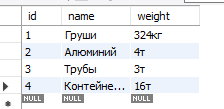 id name weight
1 Груши 324кг
2 Алюминий 4т
3 Трубы 3т
4 Контейне... 16т
NULL NULL NULL